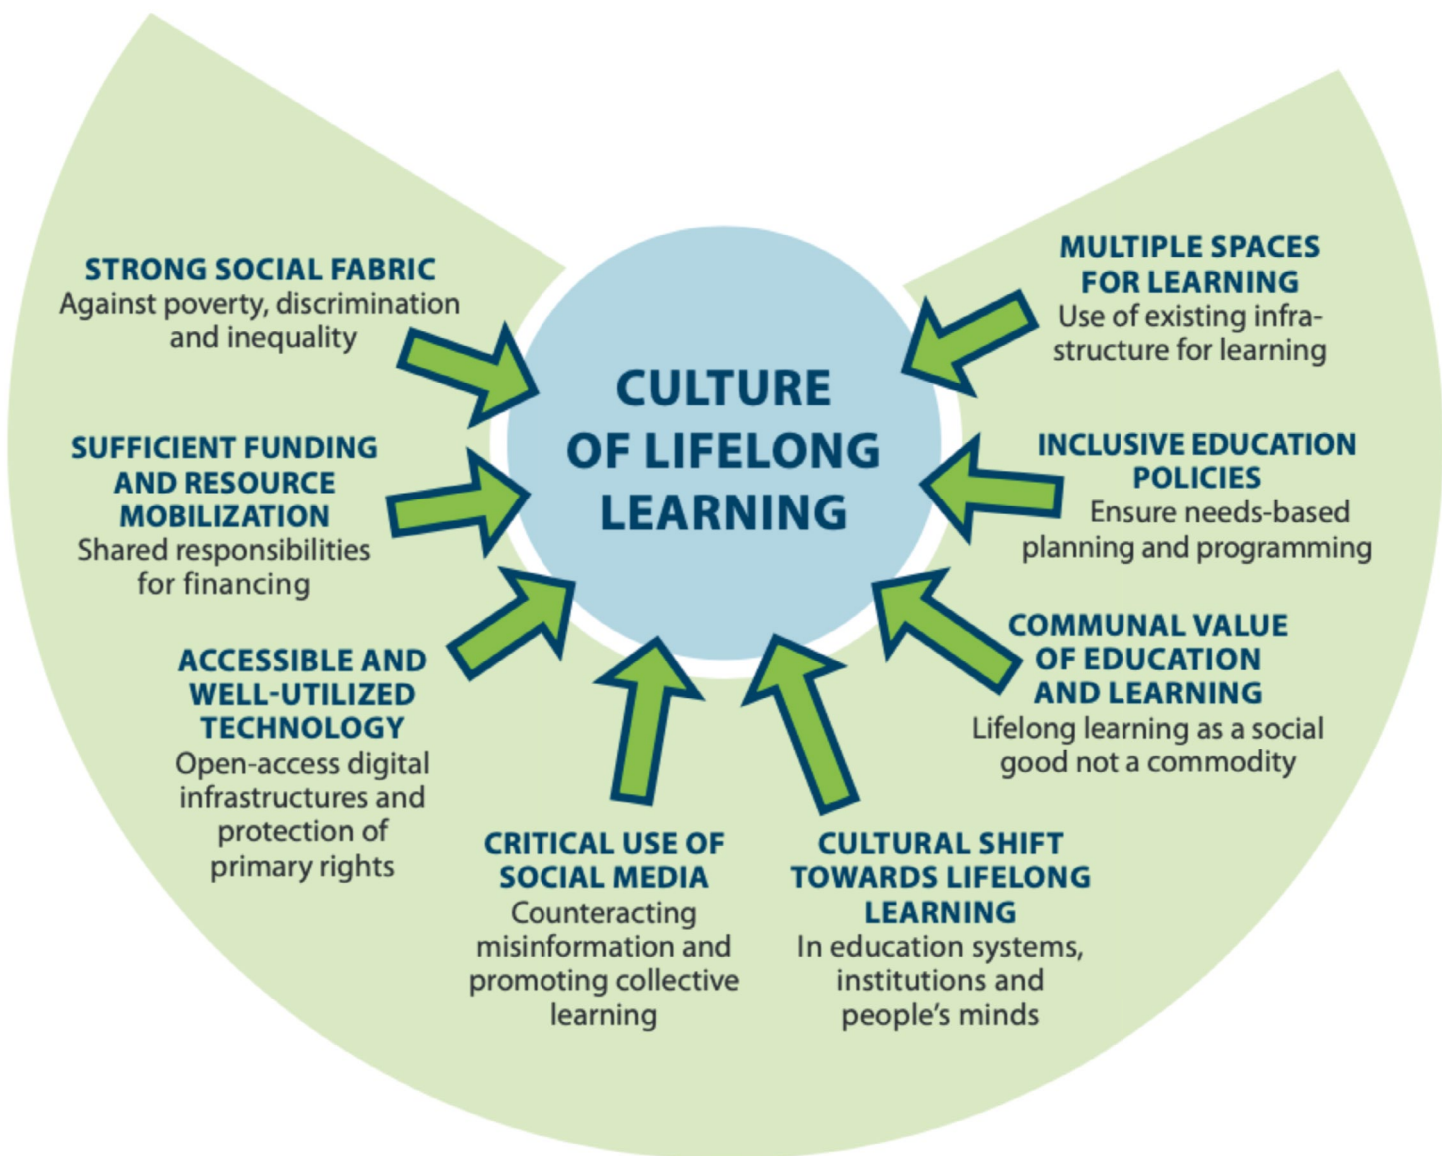 STRONG SOCIAL FABRIC
Against poverty, discrimination
and inequality
SUFFICIENT FUNDING
AND RESOURCE
MOBILIZATION
Shared responsibilities
for financing
ACCESSIBLE AND
WELL-UTILIZED
TECHNOLOGY
Open-access digital
infrastructures and
protection of
primary rights
CRITICAL USE OF
SOCIAL MEDIA
Counteracting
misinformation and
promoting collective
learning
CULTURE
OF LIFELONG
LEARNING
CULTURAL SHIFT
TOWARDS LIFELONG
LEARNING
In education systems,
institutions and
people’s minds
COMMUNAL VALUE
OF EDUCATION
AND LEARNING
Lifelong learning as a social
good not a commodity
INCLUSIVE EDUCATION
POLICIES
Ensure needs-based
planning and programming
MULTIPLE SPACES
FOR LEARNING
Use of existing infra-
structure for learning